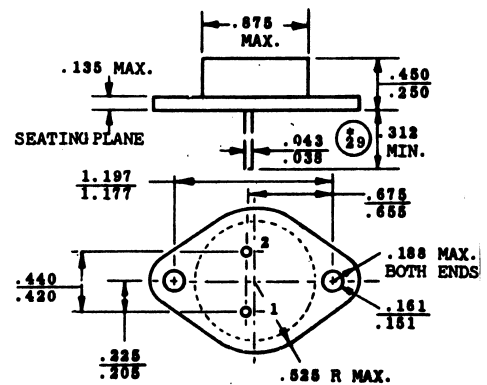 .875
MAX.
.135 MAX.
.450
.250
SEATING PLANE
.043
.038
29
.312
MIN.
1.197
1.177
.675
.655
2
.188 MAX.
BOTH ENDS
.440
.420
1
.161
.151
.225
.205
.525 R MAX.